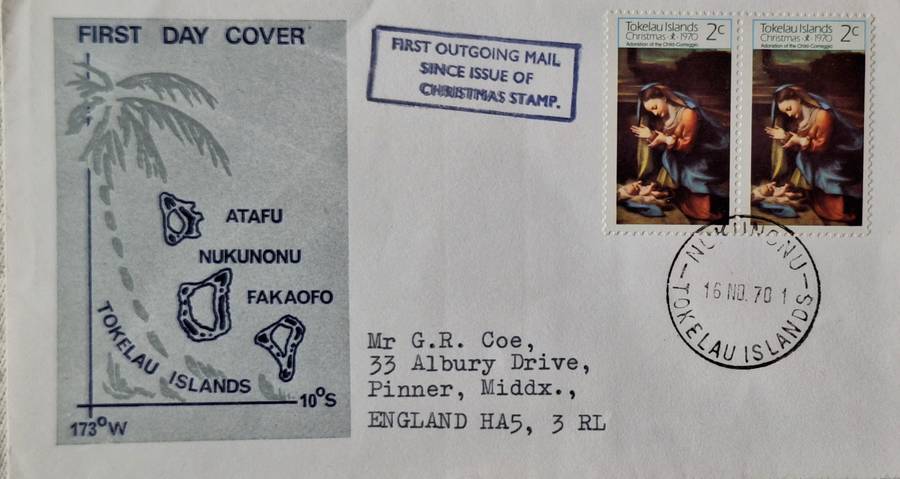 FIRST DAY COVER
ATAFU
NUKUNONU
FAKAOFO
TOKELAU ISLANDS
10°S
173°W
FIRST OUTGOING MAIL
SINCE ISSUE OF
CHRISTMAS STAMP.
Tokelau Islands 2c
Christmas 1970
Adoration of the Child-Correggio
Tokelau Islands 2c
Christmas 1970
Adoration of the Child-Correggio
NUKUNONU
16 NO. 70 1
TOKELAU ISLANDS
Mr G.R. Coe,
33 Albury Drive,
Pinner, Middx.,
ENGLAND HA5, 3 RL